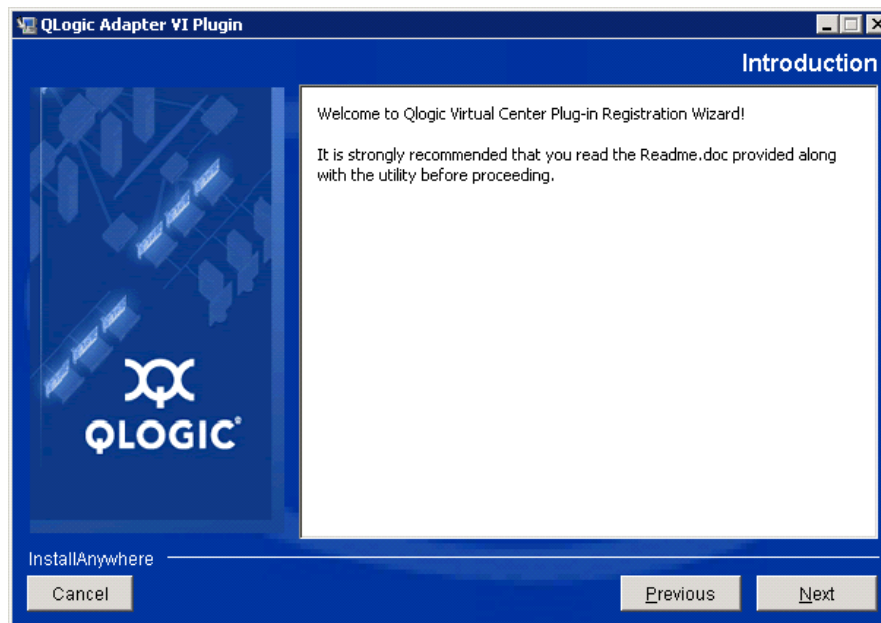 QLogic Adapter VI Plugin
Introduction
Welcome to Qlogic Virtual Center Plug-in Registration Wizard!
It is strongly recommended that you read the Readme.doc provided along
with the utility before proceeding.
QLOGIC®
InstallAnywhere
Cancel
Previous
Next